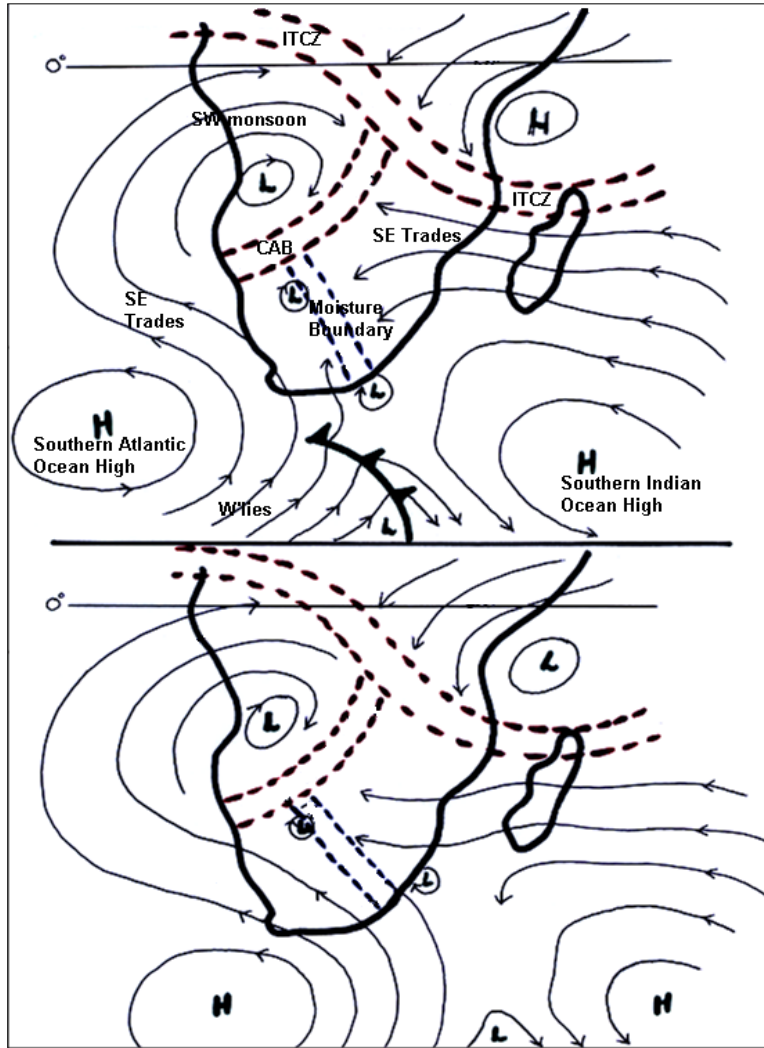 ITCZ
0°
SW monsoon
H
L
ITCZ
CAB
SE Trades
L
SE
Trades
Moisture
Boundary
L
H
Southern Atlantic
Ocean High
H
Southern Indian
Ocean High
W'lies
L
0°
L
L
L
L
H
H
L